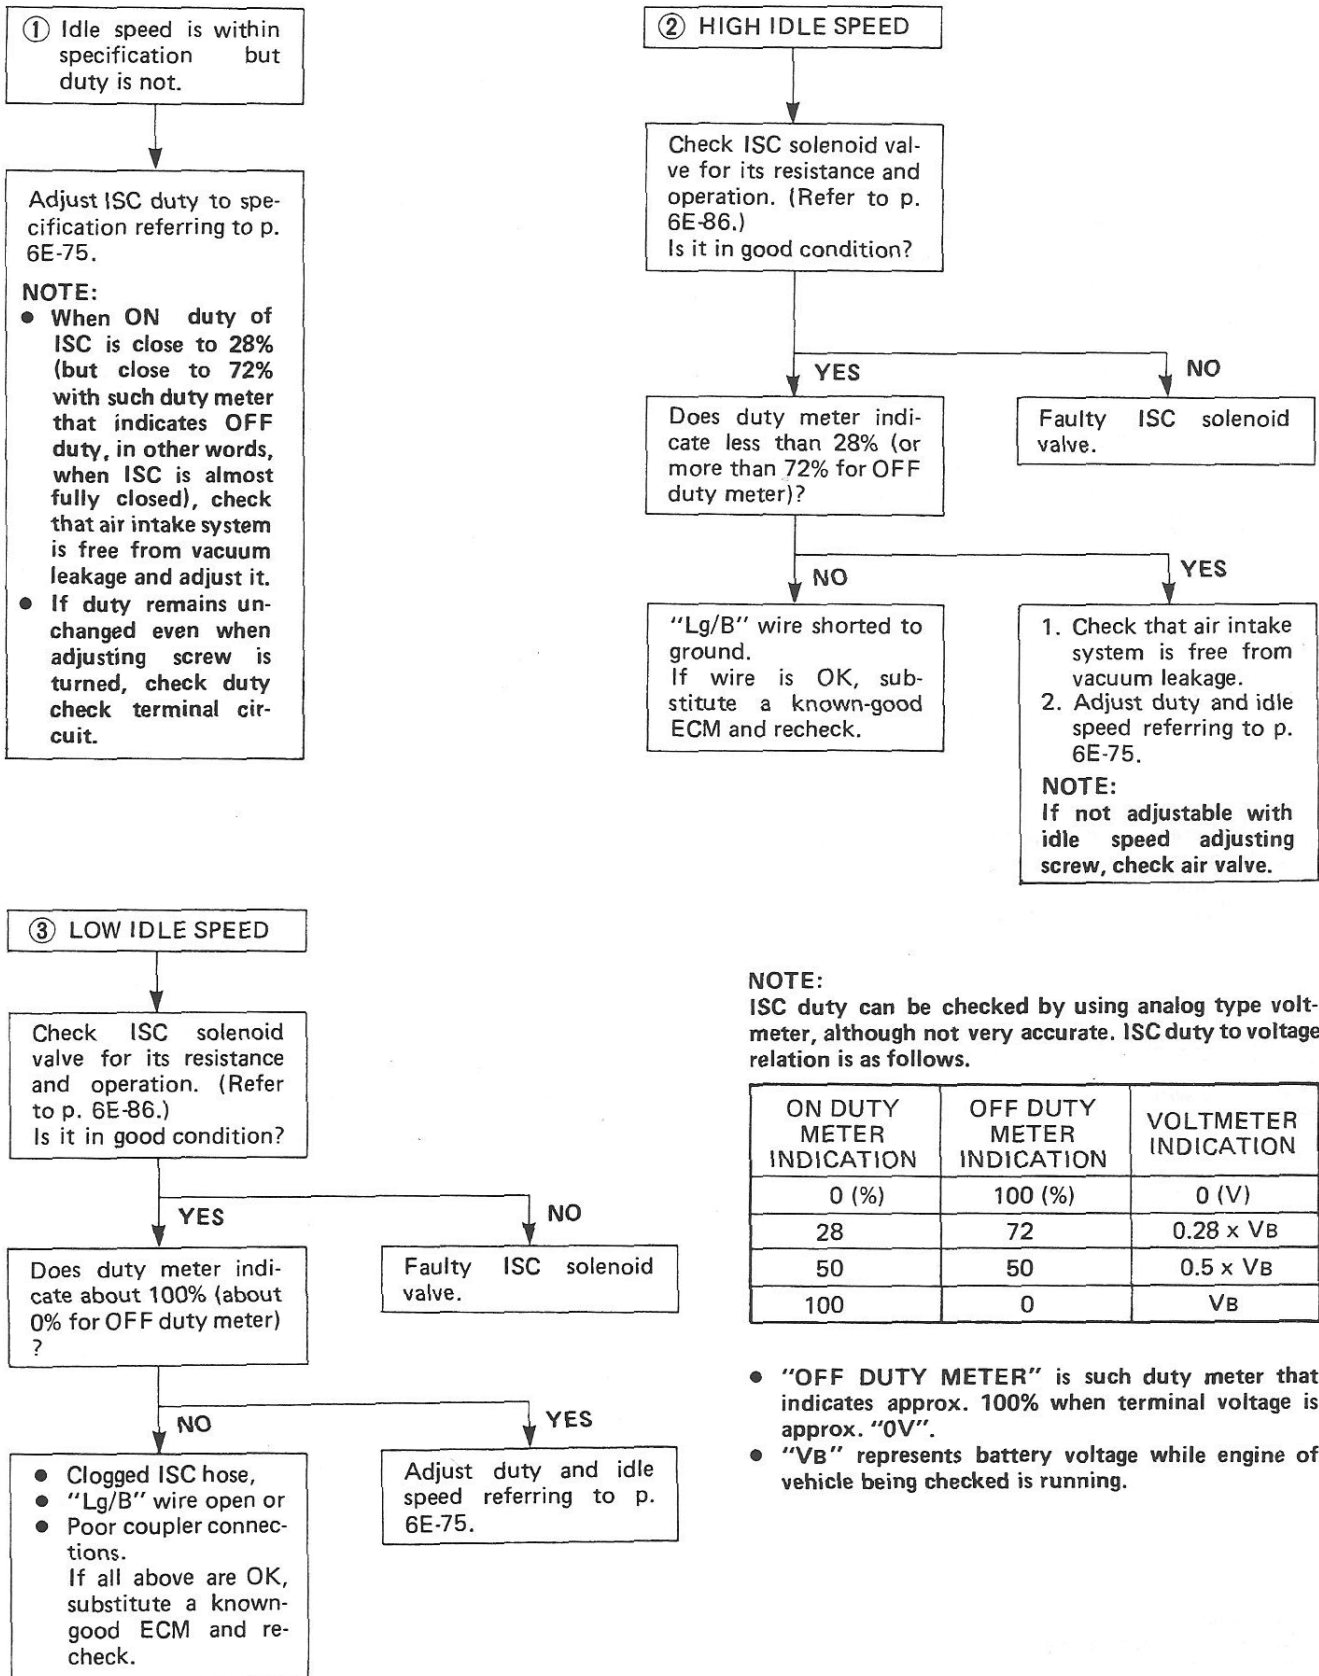 ① Idle speed is within
specification but
duty is not.
Adjust ISC duty to spe-
cification referring to p.
6E-75.
NOTE:
● When ON duty of
ISC is close to 28%
(but close to 72%
with such duty meter
that indicates OFF
duty, in other words,
when ISC is almost
fully closed), check
that air intake system
is free from vacuum
leakage and adjust it.
● If duty remains un-
changed even when
adjusting screw is
turned, check duty
check terminal cir-
cuit.
② HIGH IDLE SPEED
Check ISC solenoid val-
ve for its resistance and
operation. (Refer to p.
6E-86.)
Is it in good condition?
YES
NO
Does duty meter indi-
cate less than 28% (or
more than 72% for OFF
duty meter)?
Faulty ISC solenoid
valve.
NO
YES
"Lg/B" wire shorted to
ground.
If wire is OK, sub-
stitute a known-good
ECM and recheck.
1. Check that air intake
system is free from
vacuum leakage.
2. Adjust duty and idle
speed referring to p.
6E-75.
NOTE:
If not adjustable with
idle speed adjusting
screw, check air valve.
③ LOW IDLE SPEED
Check ISC solenoid
valve for its resistance
and operation. (Refer
to p. 6E-86.)
Is it in good condition?
YES
NO
Does duty meter indi-
cate about 100% (about
0% for OFF duty meter)
?
Faulty ISC solenoid
valve.
NO
YES
● Clogged ISC hose,
● "Lg/B" wire open or
● Poor coupler connec-
tions.
If all above are OK,
substitute a known-
good ECM and re-
check.
Adjust duty and idle
speed referring to p.
6E-75.
NOTE:
ISC duty can be checked by using analog type volt-
meter, although not very accurate. ISC duty to voltage
relation is as follows.
ON DUTY
METER
INDICATION
OFF DUTY
METER
INDICATION
VOLTMETER
INDICATION
0 (%) 100 (%) 0 (V)
28 72 0.28 x VB
50 50 0.5 x VB
100 0 VB
● "OFF DUTY METER" is such duty meter that
indicates approx. 100% when terminal voltage is
approx. "0V".
● "VB" represents battery voltage while engine of
vehicle being checked is running.